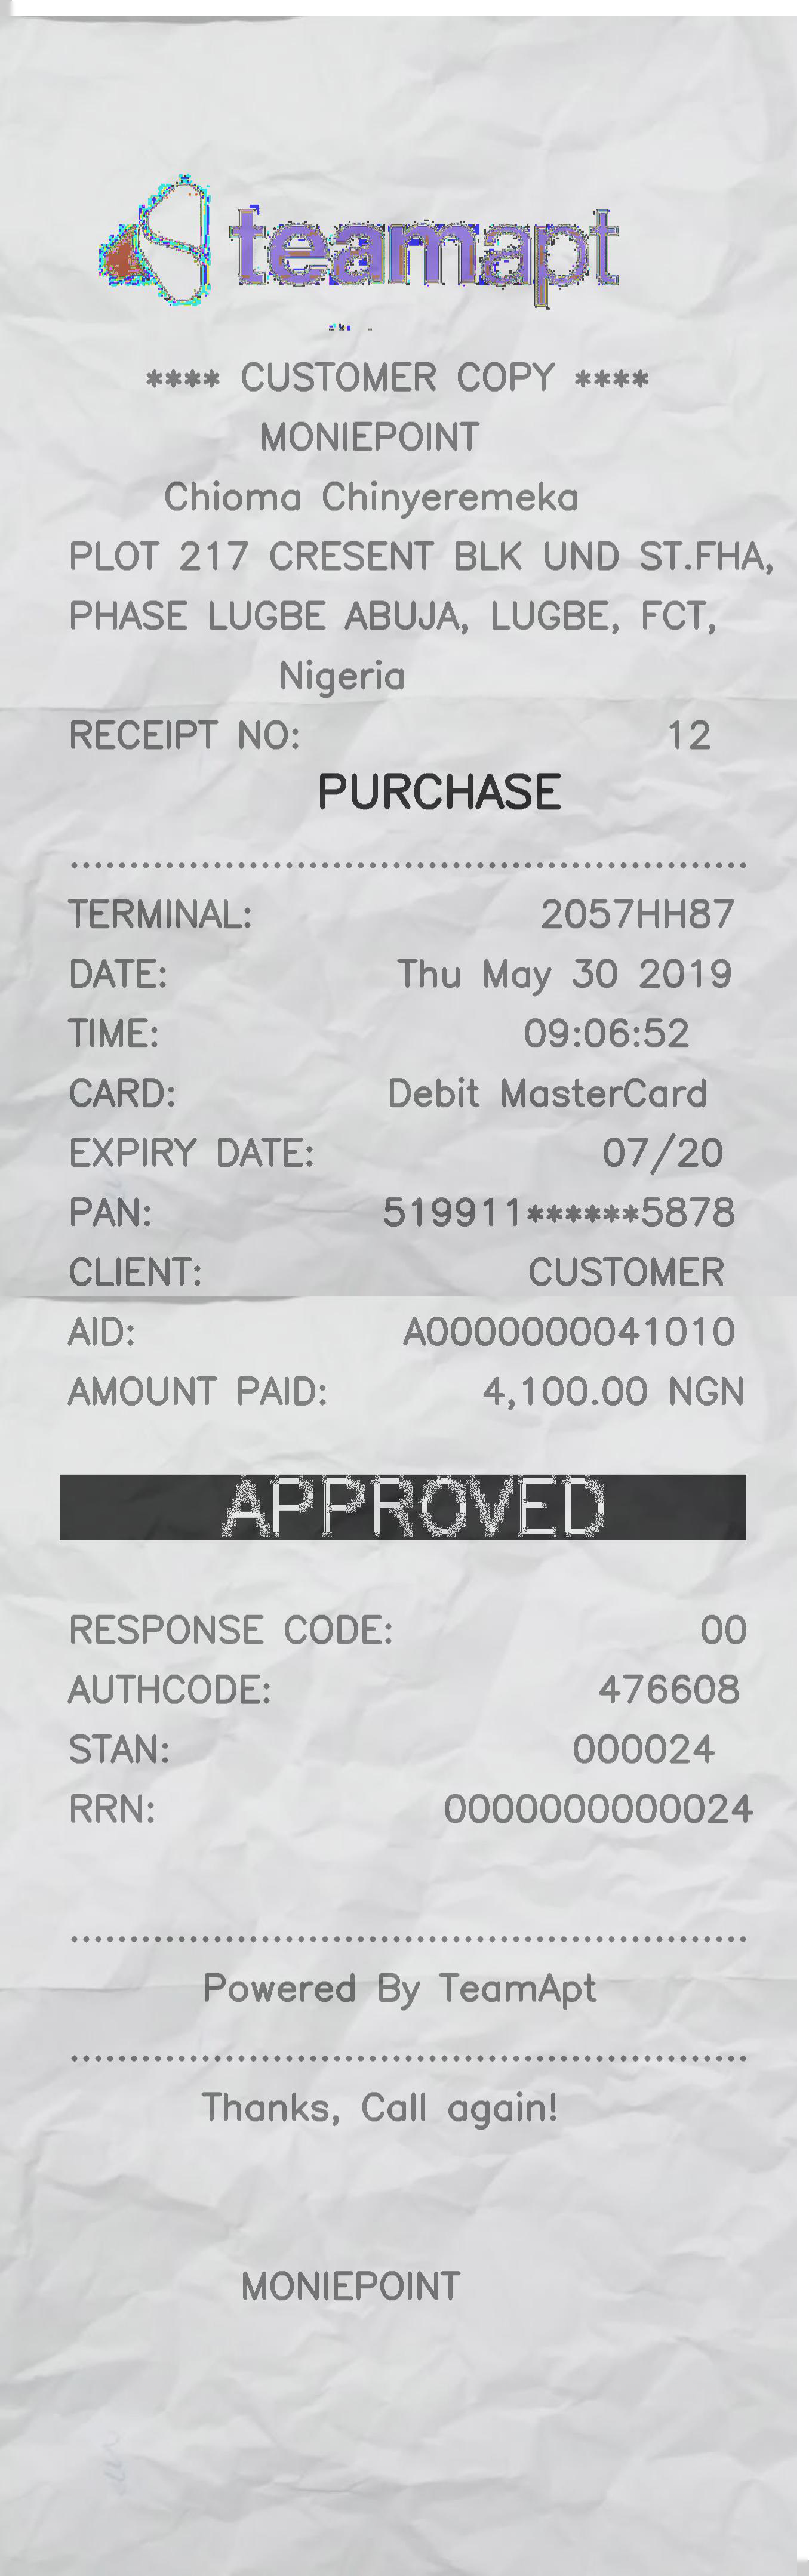 teamapt
**** CUSTOMER COPY ****
MONIEPOINT
Chioma Chinyeremeka
PLOT 217 CRESENT BLK UND ST.FHA,
PHASE LUGBE ABUJA, LUGBE, FCT,
Nigeria
RECEIPT NO: 12
PURCHASE
TERMINAL: 2057HH87
DATE: Thu May 30 2019
TIME: 09:06:52
CARD: Debit MasterCard
EXPIRY DATE: 07/20
PAN: 519911******5878
CLIENT: CUSTOMER
AID: A0000000041010
AMOUNT PAID: 4,100.00 NGN
APPROVED
RESPONSE CODE: 00
AUTHCODE: 476608
STAN: 000024
RRN: 0000000000024
Powered By TeamApt
Thanks, Call again!
MONIEPOINT